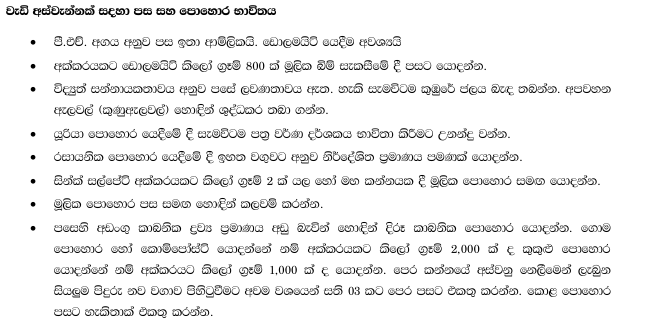 වැඩි අස්වැන්නක් සදහා පස සහ පොහොර භාවිතය
• පී.එච්. අගය අනුව පස ඉතා ආම්ලිකයි. ඩොලමයිට් යෙදීම අවශ්‍යයි
• අක්කරයකට ඩොලමයිට් කිලෝ ග්‍රෑම් 800 ක් මූලික බිම් සැකසීමේ දී පසට යොදන්න.
• විද්‍යුත් සන්නායකතාවය අනුව පසේ ලවණතාවය ඇත. හැකි සැමවිටම කුඹුරේ ජලය බැඳ තබන්න. අපවහන
ඇලවල් (කුණුඇලවල්) හොඳින් ශුද්ධකර තබා ගන්න.
• යූරියා පොහොර යෙදීමේ දී සැමවිටම පත්‍ර වර්ණ දර්ශකය භාවිතා කිරීමට උනන්දු වන්න.
• රසායනික පොහොර යෙදීමේ දී ඉහත වගුවට අනුව නිර්දේශිත ප්‍රමාණය පමණක් යොදන්න.
• සින්ක් සල්පේට් අක්කරයකට කිලෝ ග්‍රෑම් 2 ක් යල හෝ මහ කන්නයක දී මූලික පොහොර සමඟ යොදන්න.
• මූලික පොහොර පස සමඟ හොඳින් කලවම් කරන්න.
• පසෙහි අඩංගු කාබනික ද්‍රව්‍ය ප්‍රමාණය අඩු බැවින් හොඳින් දිරූ කාබනික පොහොර යොදන්න. ගොම
පොහොර හෝ කොම්පෝස්ට් යොදන්නේ නම් අක්කරයකට කිලෝ ග්‍රෑම් 2,000 ක් ද කුකුළු පොහොර
යොදන්නේ නම් අක්කරයට කිලෝ ග්‍රෑම් 1,000 ක් ද යොදන්න. පෙර කන්නයේ අස්වනු නෙලීමෙන් ලැබුන
සියලුම පිදුරු නව වගාව පිහිටුවීමට අවම වශයෙන් සති 03 කට පෙර පසට එකතු කරන්න. කොළ පොහොර
පසට හැකිතාක් එකතු කරන්න.